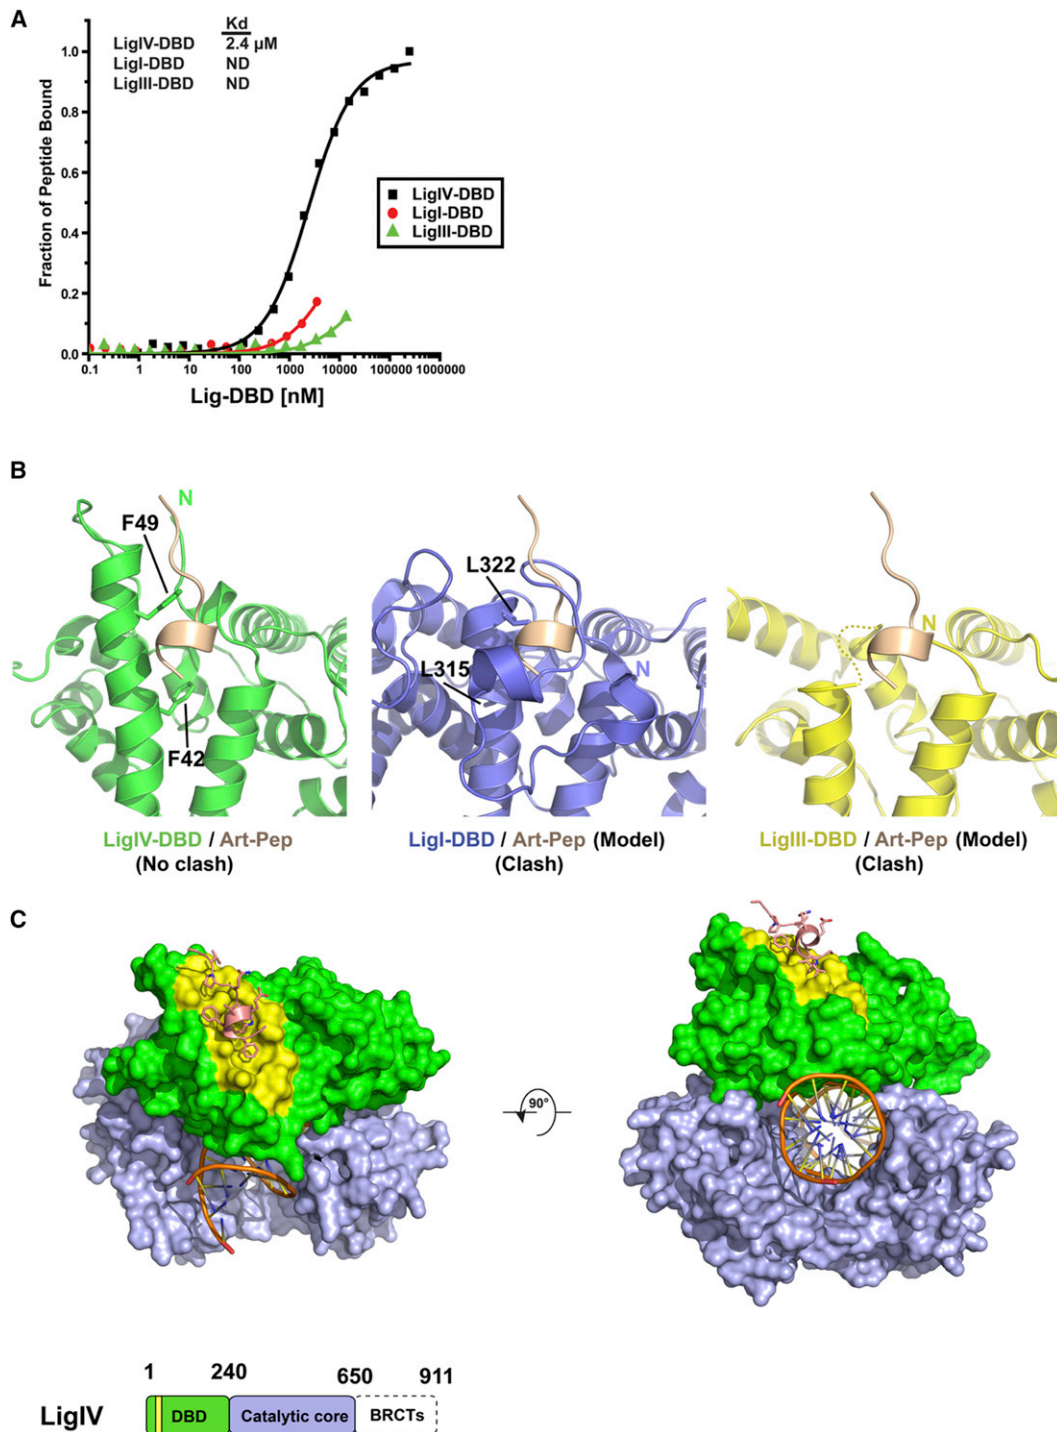 A
Kd
LigIV-DBD 2.4 µM
LigI-DBD ND
LigIII-DBD ND
1.0
0.8
0.6
0.4
0.2
0.0
Fraction of Peptide Bound
0.1 1 10 100 1000 10000 100000 1000000
Lig-DBD [nM]
LigIV-DBD
LigI-DBD
LigIII-DBD
B
N
F49
F42
LigIV-DBD / Art-Pep
(No clash)
L322
L315
N
LigI-DBD / Art-Pep (Model)
(Clash)
N
LigIII-DBD / Art-Pep (Model)
(Clash)
C
90°
1 240 650 911
LigIV DBD Catalytic core BRCTs